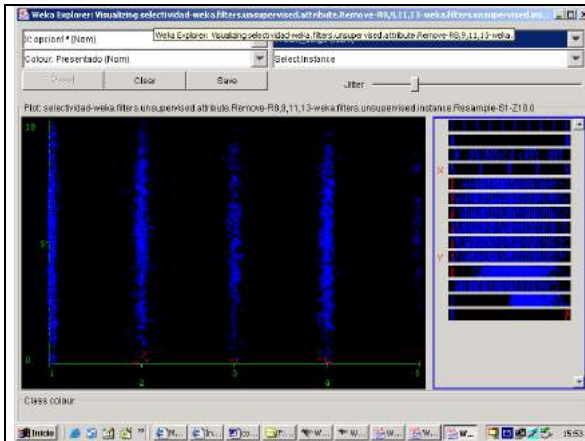 Weka Explorer: Visualizing selectividad-weka.filters.unsupervised.attribute.Remove-R8,9,11,13-weka.filters.unsupervised.ins...
Weka Explorer: Visualizing selectividad-weka.filters.unsupervised.attribute.Remove-R8,9,11,13-weka
X: opcion1ª (Nom)
Colour: Presentado (Nom)
Select Instance
Reset
Clear
Save
Jitter
Plot: selectividad-weka.filters.unsupervised.attribute.Remove-R8,9,11,13-weka.filters.unsupervised.instance.Resample-S1-Z10.0
10
5
0
1
2
3
4
5
X
Y
Class colour
Inicio
15:53